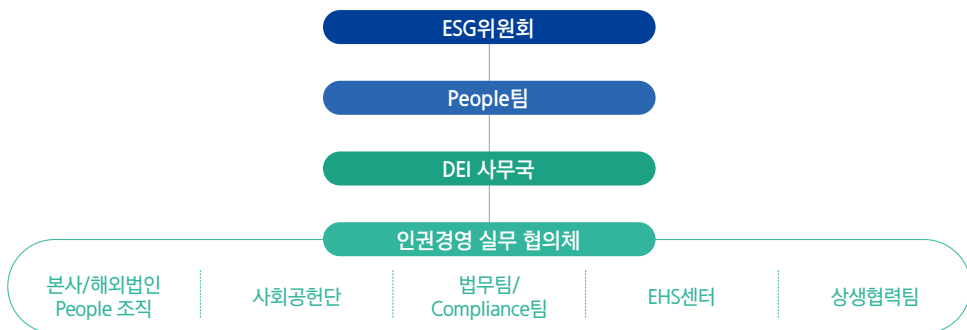 ESG위원회
People팀
DEI 사무국
인권경영 실무 협의체
본사/해외법인
People 조직
사회공헌단
법무팀/
Compliance팀
EHS센터
상생협력팀